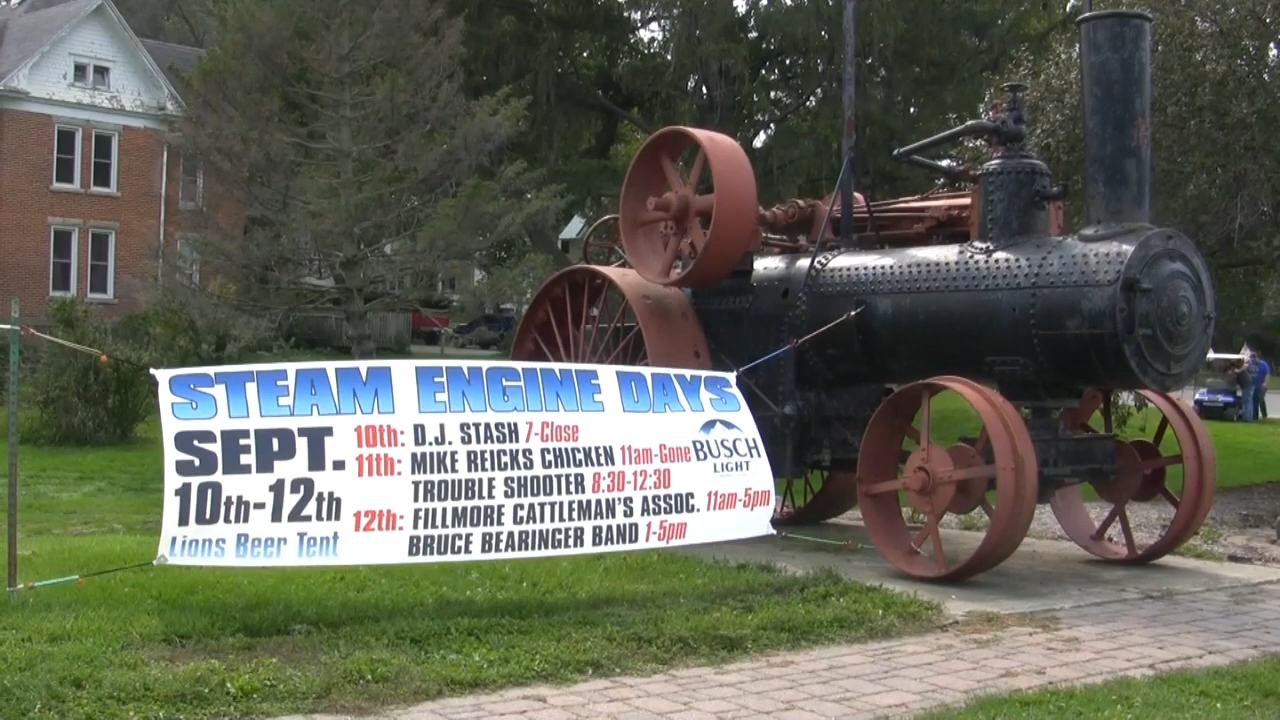 STEAM ENGINE DAYS
SEPT.
10th-12th
Lions Beer Tent
10th: D.J. STASH 7-Close
11th: MIKE REICKS CHICKEN 11am-Gone
TROUBLE SHOOTER 8:30-12:30
12th: FILLMORE CATTLEMAN'S ASSOC. 11am-5pm
BRUCE BEARINGER BAND 1-5pm
BUSCH
LIGHT